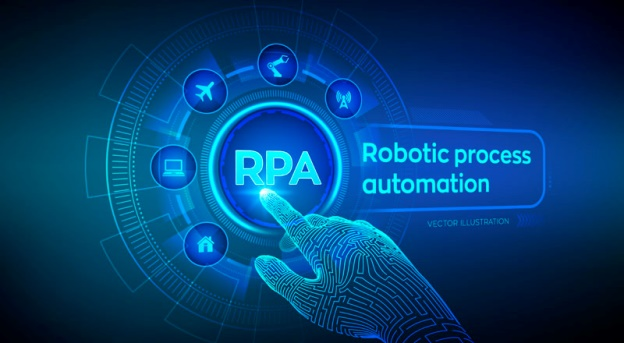 RPA
Robotic process
automation
VECTOR ILLUSTRATION